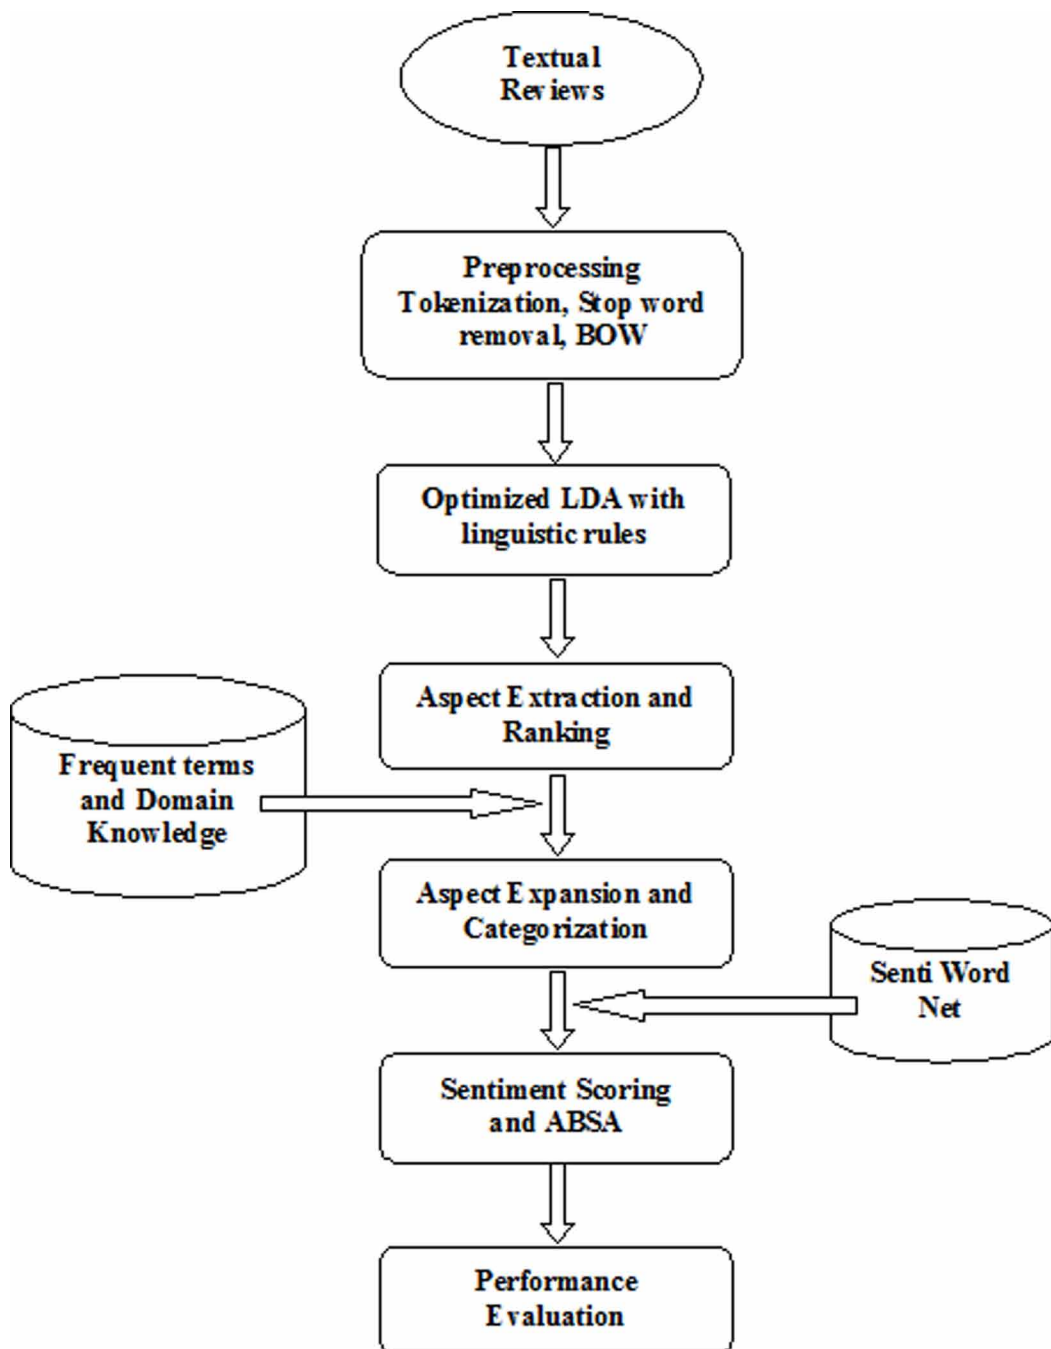 Textual
Reviews
Preprocessing
Tokenization, Stop word
removal, BOW
Optimized LDA with
linguistic rules
Aspect Extraction and
Ranking
Frequent terms
and Domain
Knowledge
Aspect Expansion and
Categorization
Senti Word
Net
Sentiment Scoring
and ABSA
Performance
Evaluation